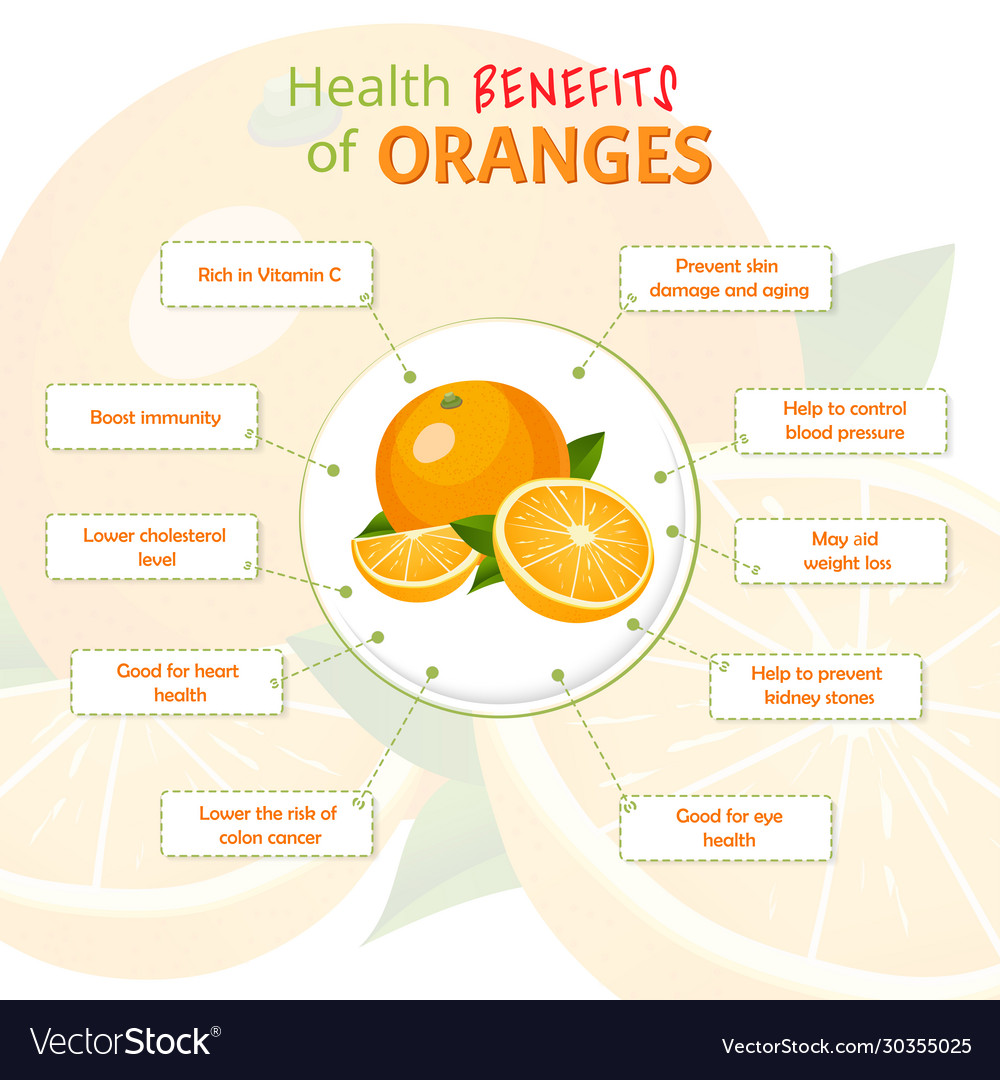 Health BENEFITS
of ORANGES
Rich in Vitamin C
Prevent skin
damage and aging
Boost immunity
Help to control
blood pressure
Lower cholesterol
level
May aid
weight loss
Good for heart
health
Help to prevent
kidney stones
Lower the risk of
colon cancer
Good for eye
health
VectorStock®
VectorStock.com/30355025